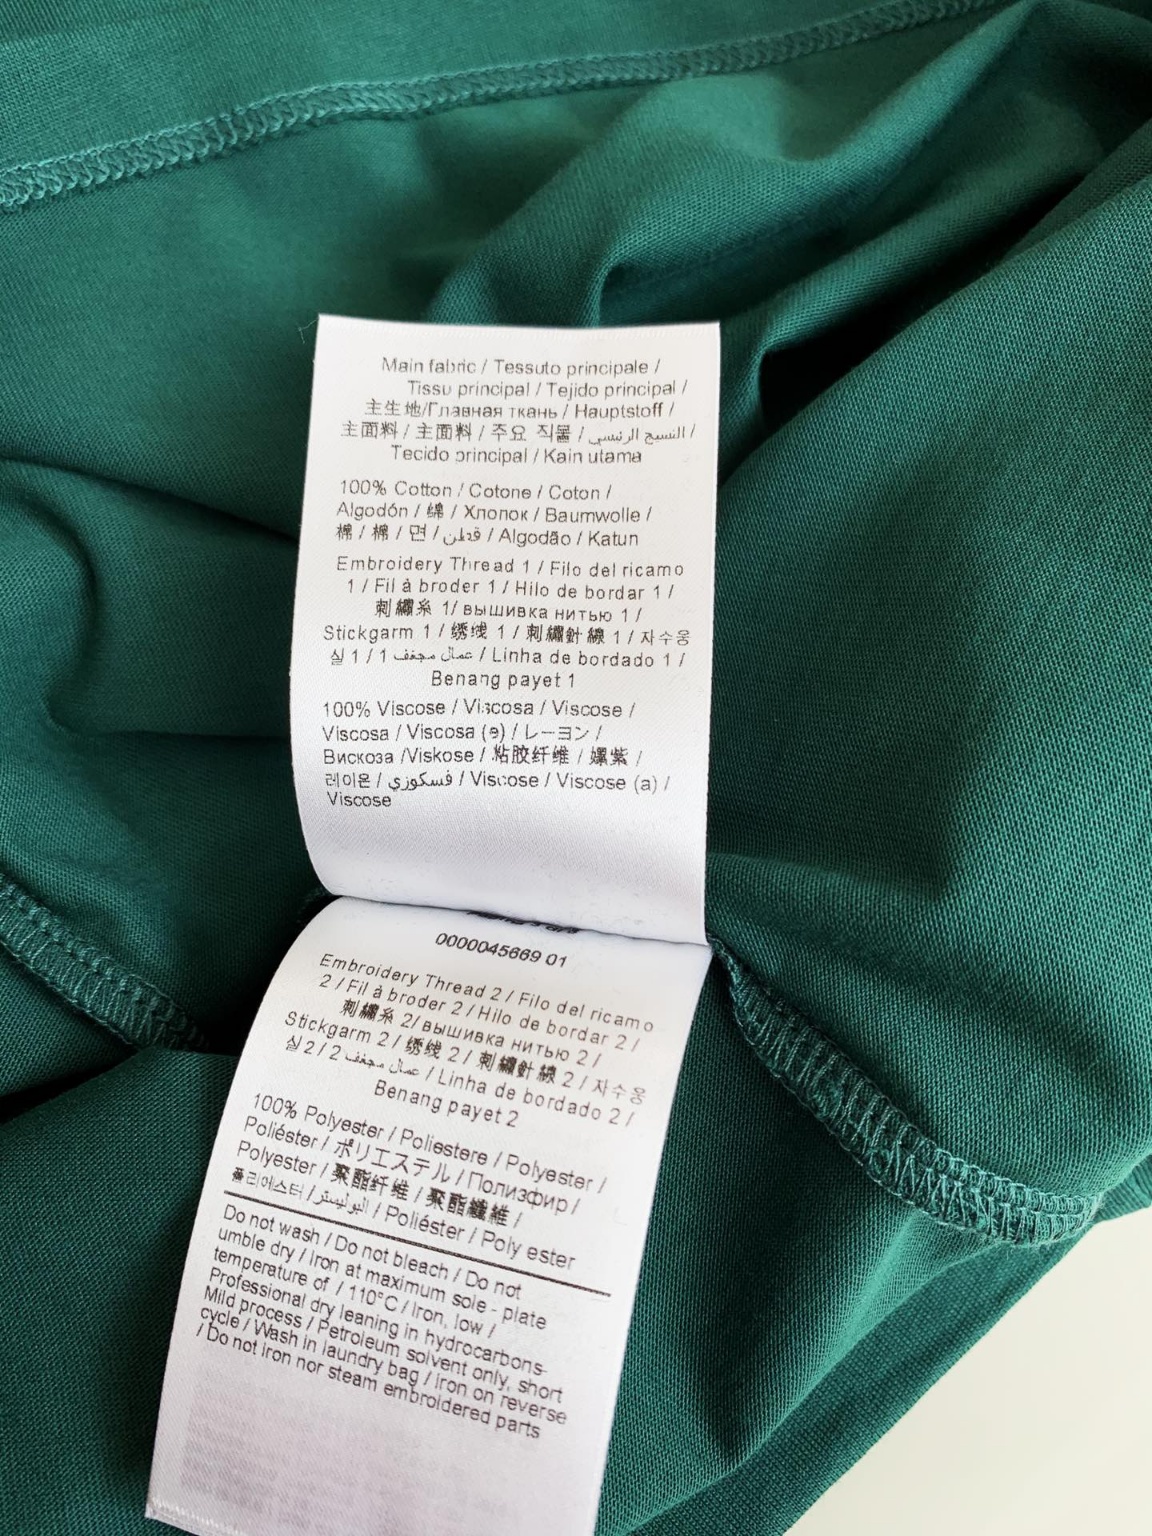 Main fabric / Tessuto principale /
Tissu principal / Tejido principal /
主生地/Главная ткань / Hauptstoff /
主面料 / 主面料 / 주요 직물 / النسيج الرئيسي /
Tecido principal / Kain utama
100% Cotton / Cotone / Coton /
Algodón / 綿 / Хлопок / Baumwolle /
棉 / 棉 / 면 / قطن / Algodão / Katun
Embroidery Thread 1 / Filo del ricamo
1 / Fil à broder 1 / Hilo de bordar 1 /
刺繍糸 1/ вышивка нитью 1 /
Stickgarm 1 / 绣线 1 / 刺繡針線 1 / 자수용
실 1 / 1 عمال مجغف / Linha de bordado 1 /
Benang payet 1
100% Viscose / Viscosa / Viscose /
Viscosa / Viscosa (e) / レーヨン /
Вискоза /Viskose / 粘胶纤维 / 嫘縈 /
레이온 / فسكوزي / Viscose / Viscose (a) /
Viscose
0000045669 01
Embroidery Thread 2 / Filo del ricamo
2 / Fil à broder 2 / Hilo de bordar 2 /
刺繍糸 2/ вышивка нитью 2 /
Stickgarm 2 / 绣线 2 / 刺繡針線 2 / 자수용
실 2 / 2 عمال مجغف / Linha de bordado 2 /
Benang payet 2
100% Polyester / Poliestere / Polyester /
Poliéster / ポリエステル / Полиэфир /
Polyester / 聚酯纤维 / 聚酯纖維 /
폴리에스터 / البوليستر / Poliéster / Poly ester
Do not wash / Do not bleach / Do not
umble dry / Iron at maximum sole - plate
temperature of / 110°C / Iron, low /
Professional dry leaning in hydrocarbons-
Mild process / Petroleum solvent only, short
cycle / Wash in laundry bag / iron on reverse
/ Do not iron nor steam embroidered parts